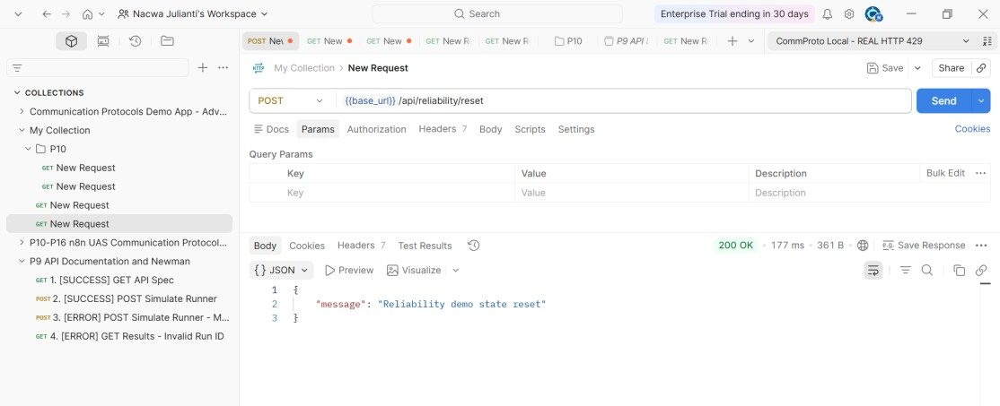 Nacwa Julianti's Workspace
Search
Enterprise Trial ending in 30 days
POST New
GET New
GET New
GET New R
GET New R
P10
P9 API
GET New R
CommProto Local - REAL HTTP 429
HTTP My Collection > New Request
Save
Share
COLLECTIONS
Communication Protocols Demo App - Adv...
My Collection
P10
GET New Request
GET New Request
GET New Request
GET New Request
P10-P16 n8n UAS Communication Protocol...
P9 API Documentation and Newman
GET 1. [SUCCESS] GET API Spec
POST 2. [SUCCESS] POST Simulate Runner
POST 3. [ERROR] POST Simulate Runner - M...
GET 4. [ERROR] GET Results - Invalid Run ID
POST
{{base_url}} /api/reliability/reset
Send
Docs Params Authorization Headers 7 Body Scripts Settings
Cookies
Query Params
Key Value Description Bulk Edit
Key Value Description
Body Cookies Headers 7 Test Results
200 OK • 177 ms • 361 B
e.g. Save Response
{} JSON Preview Visualize
1 {
2 "message": "Reliability demo state reset"
3 }